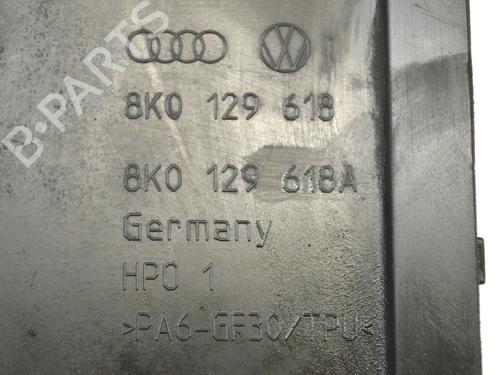 B-PARTS
8K0 129 618
8K0 129 618A
Germany
HPO 1
>PA6-GF30/TPU<